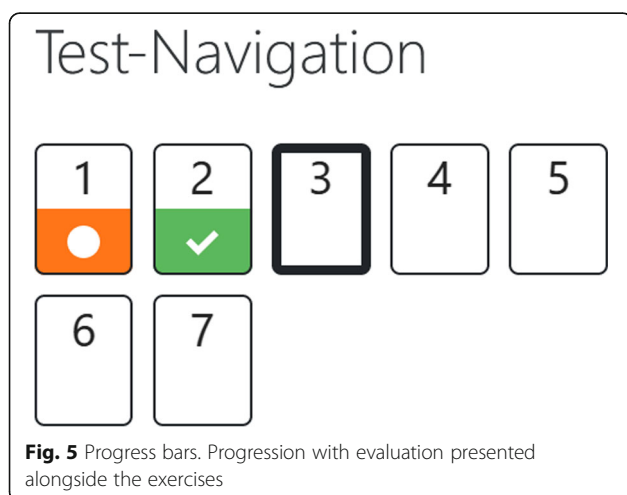 Test-Navigation
1 2 3 4 5
6 7
Fig. 5 Progress bars. Progression with evaluation presented
alongside the exercises